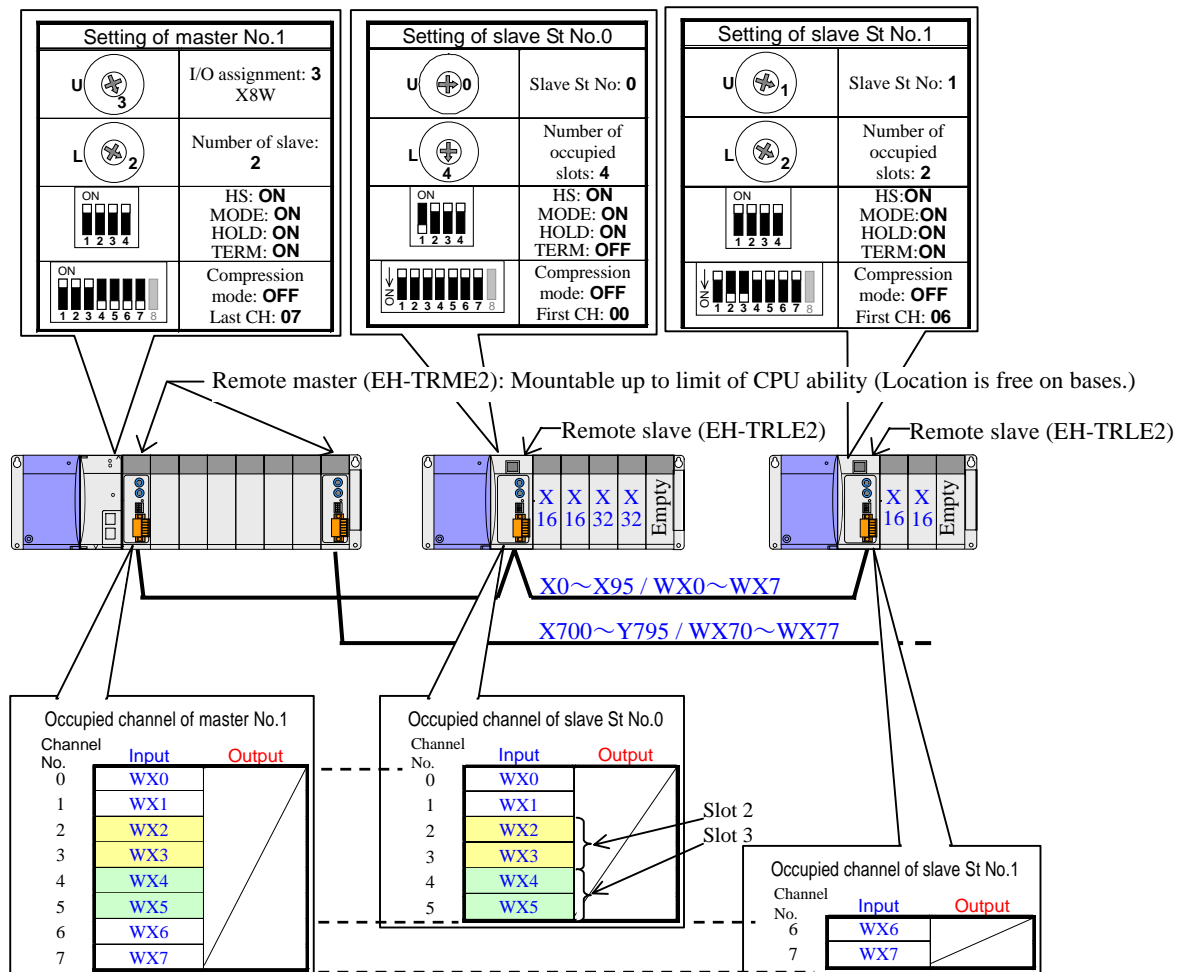 Setting of master No.1
U
3
I/O assignment: 3
X8W
L
2
Number of slave:
2
ON
1 2 3 4
HS: ON
MODE: ON
HOLD: ON
TERM: ON
ON
1 2 3 4 5 6 7 8
Compression
mode: OFF
Last CH: 07
Setting of slave St No.0
U
0
Slave St No: 0
L
4
Number of
occupied
slots: 4
ON
1 2 3 4
HS: ON
MODE: ON
HOLD: ON
TERM: OFF
ON
1 2 3 4 5 6 7 8
Compression
mode: OFF
First CH: 00
Setting of slave St No.1
U
1
Slave St No: 1
L
2
Number of
occupied
slots: 2
ON
1 2 3 4
HS:ON
MODE:ON
HOLD:ON
TERM:ON
ON
1 2 3 4 5 6 7 8
Compression
mode: OFF
First CH: 06
Remote master (EH-TRME2): Mountable up to limit of CPU ability (Location is free on bases.)
Remote slave (EH-TRLE2)
Remote slave (EH-TRLE2)
X X X X
16 16 32 32
Empty
X X
16 16
Empty
X0～X95 / WX0～WX7
X700～Y795 / WX70～WX77
Occupied channel of master No.1
Channel
No.
Input
Output
0 WX0
1 WX1
2 WX2
3 WX3
4 WX4
5 WX5
6 WX6
7 WX7
Occupied channel of slave St No.0
Channel
No.
Input
Output
0 WX0
1 WX1
2 WX2
3 WX3
4 WX4
5 WX5
Slot 2
Slot 3
Occupied channel of slave St No.1
Channel
No.
Input
Output
6 WX6
7 WX7